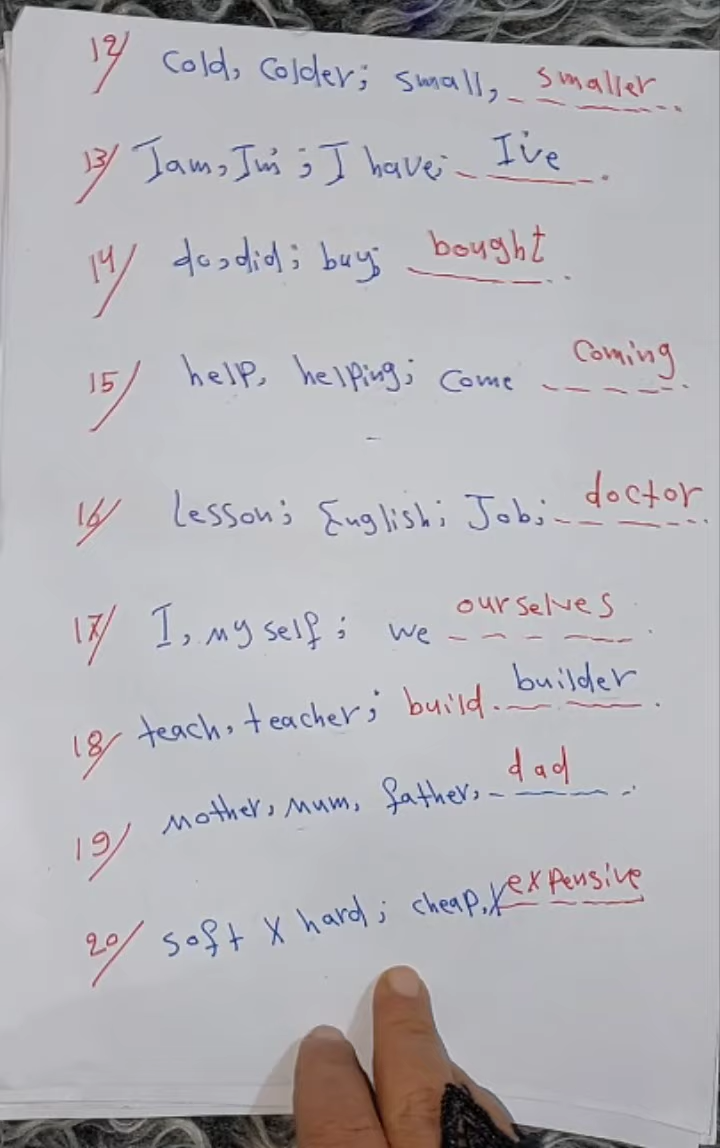 12/ cold, colder; small, smaller.
13/ I am, I'm; I have; I've.
14/ do, did; buy; bought.
15/ help, helping; come coming.
16/ lesson; English; Job; doctor.
17/ I, my self; we ourselves.
18/ teach, teacher; build. builder.
19/ Mother, Mum, father, dad.
20/ soft X hard; cheap, X expensive